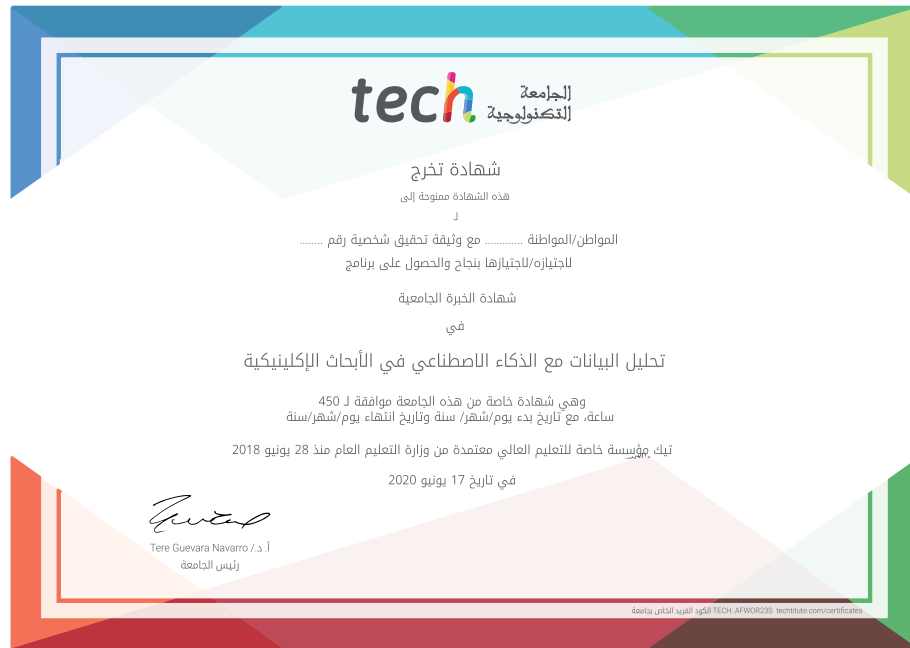 tech
الجامعة
التكنولوجية
شهادة تخرج
هذه الشهادة ممنوحة إلى
لـ
المواطن/المواطنة ............. مع وثيقة تحقيق شخصية رقم ........
لاجتيازه/لاجتيازها بنجاح والحصول على برنامج
شهادة الخبرة الجامعية
في
تحليل البيانات مع الذكاء الاصطناعي في الأبحاث الإكلينيكية
وهي شهادة خاصة من هذه الجامعة موافقة لـ 450
ساعة، مع تاريخ بدء يوم/شهر/ سنة وتاريخ انتهاء يوم/شهر/سنة
تيك مؤسسة خاصة للتعليم العالي معتمدة من وزارة التعليم العام منذ 28 يونيو 2018
في تاريخ 17 يونيو 2020
أ. د./ Tere Guevara Navarro
رئيس الجامعة
الكود الفريد الخاص بجامعة TECH: AFWOR23S techtitute.com/certificates